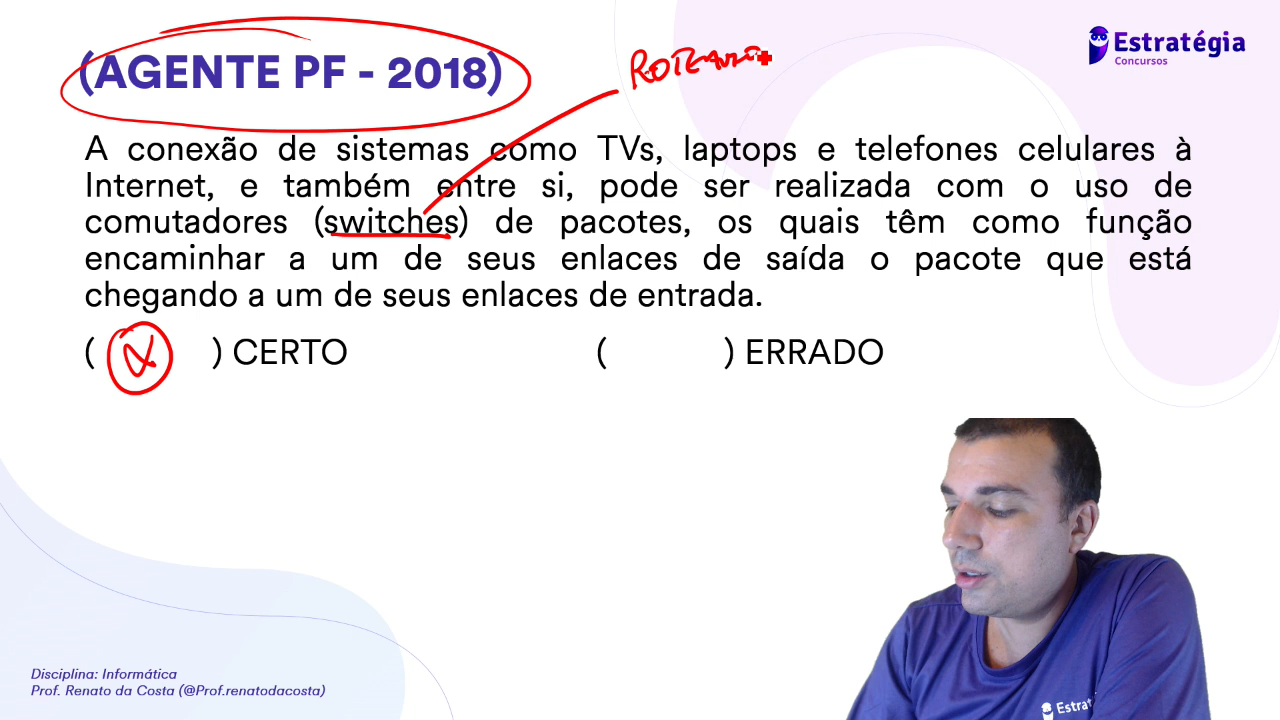 (AGENTE PF - 2018)
Estratégia
Concursos
A conexão de sistemas como TVs, laptops e telefones celulares à
Internet, e também entre si, pode ser realizada com o uso de
comutadores (switches) de pacotes, os quais têm como função
encaminhar a um de seus enlaces de saída o pacote que está
chegando a um de seus enlaces de entrada.
( X ) CERTO ( ) ERRADO
Disciplina: Informática
Prof. Renato da Costa (@Prof.renatodacosta)